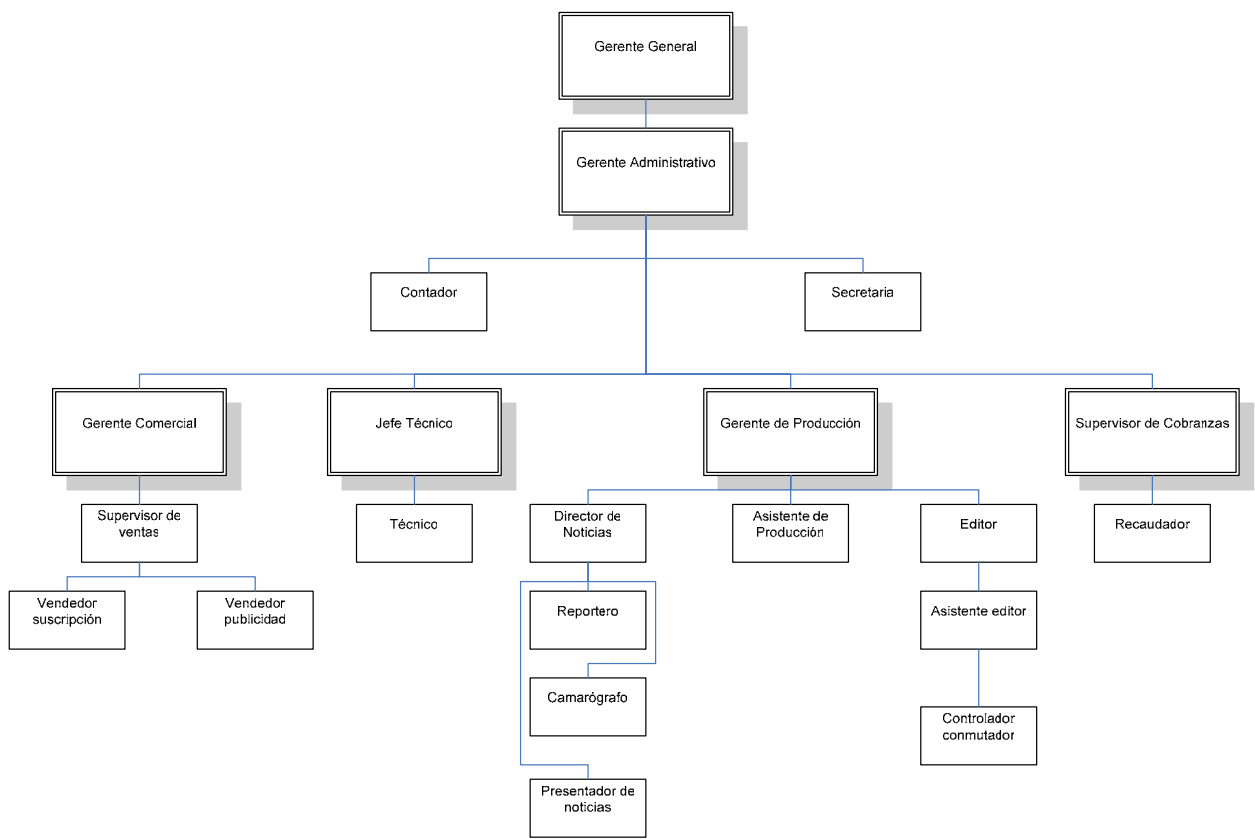 Gerente General
Gerente Administrativo
Contador
Secretaria
Gerente Comercial
Jefe Técnico
Gerente de Producción
Supervisor de Cobranzas
Supervisor de
ventas
Técnico
Director de
Noticias
Asistente de
Producción
Editor
Recaudador
Vendedor
suscripción
Vendedor
publicidad
Reportero
Asistente editor
Camarógrafo
Controlador
conmutador
Presentador de
noticias